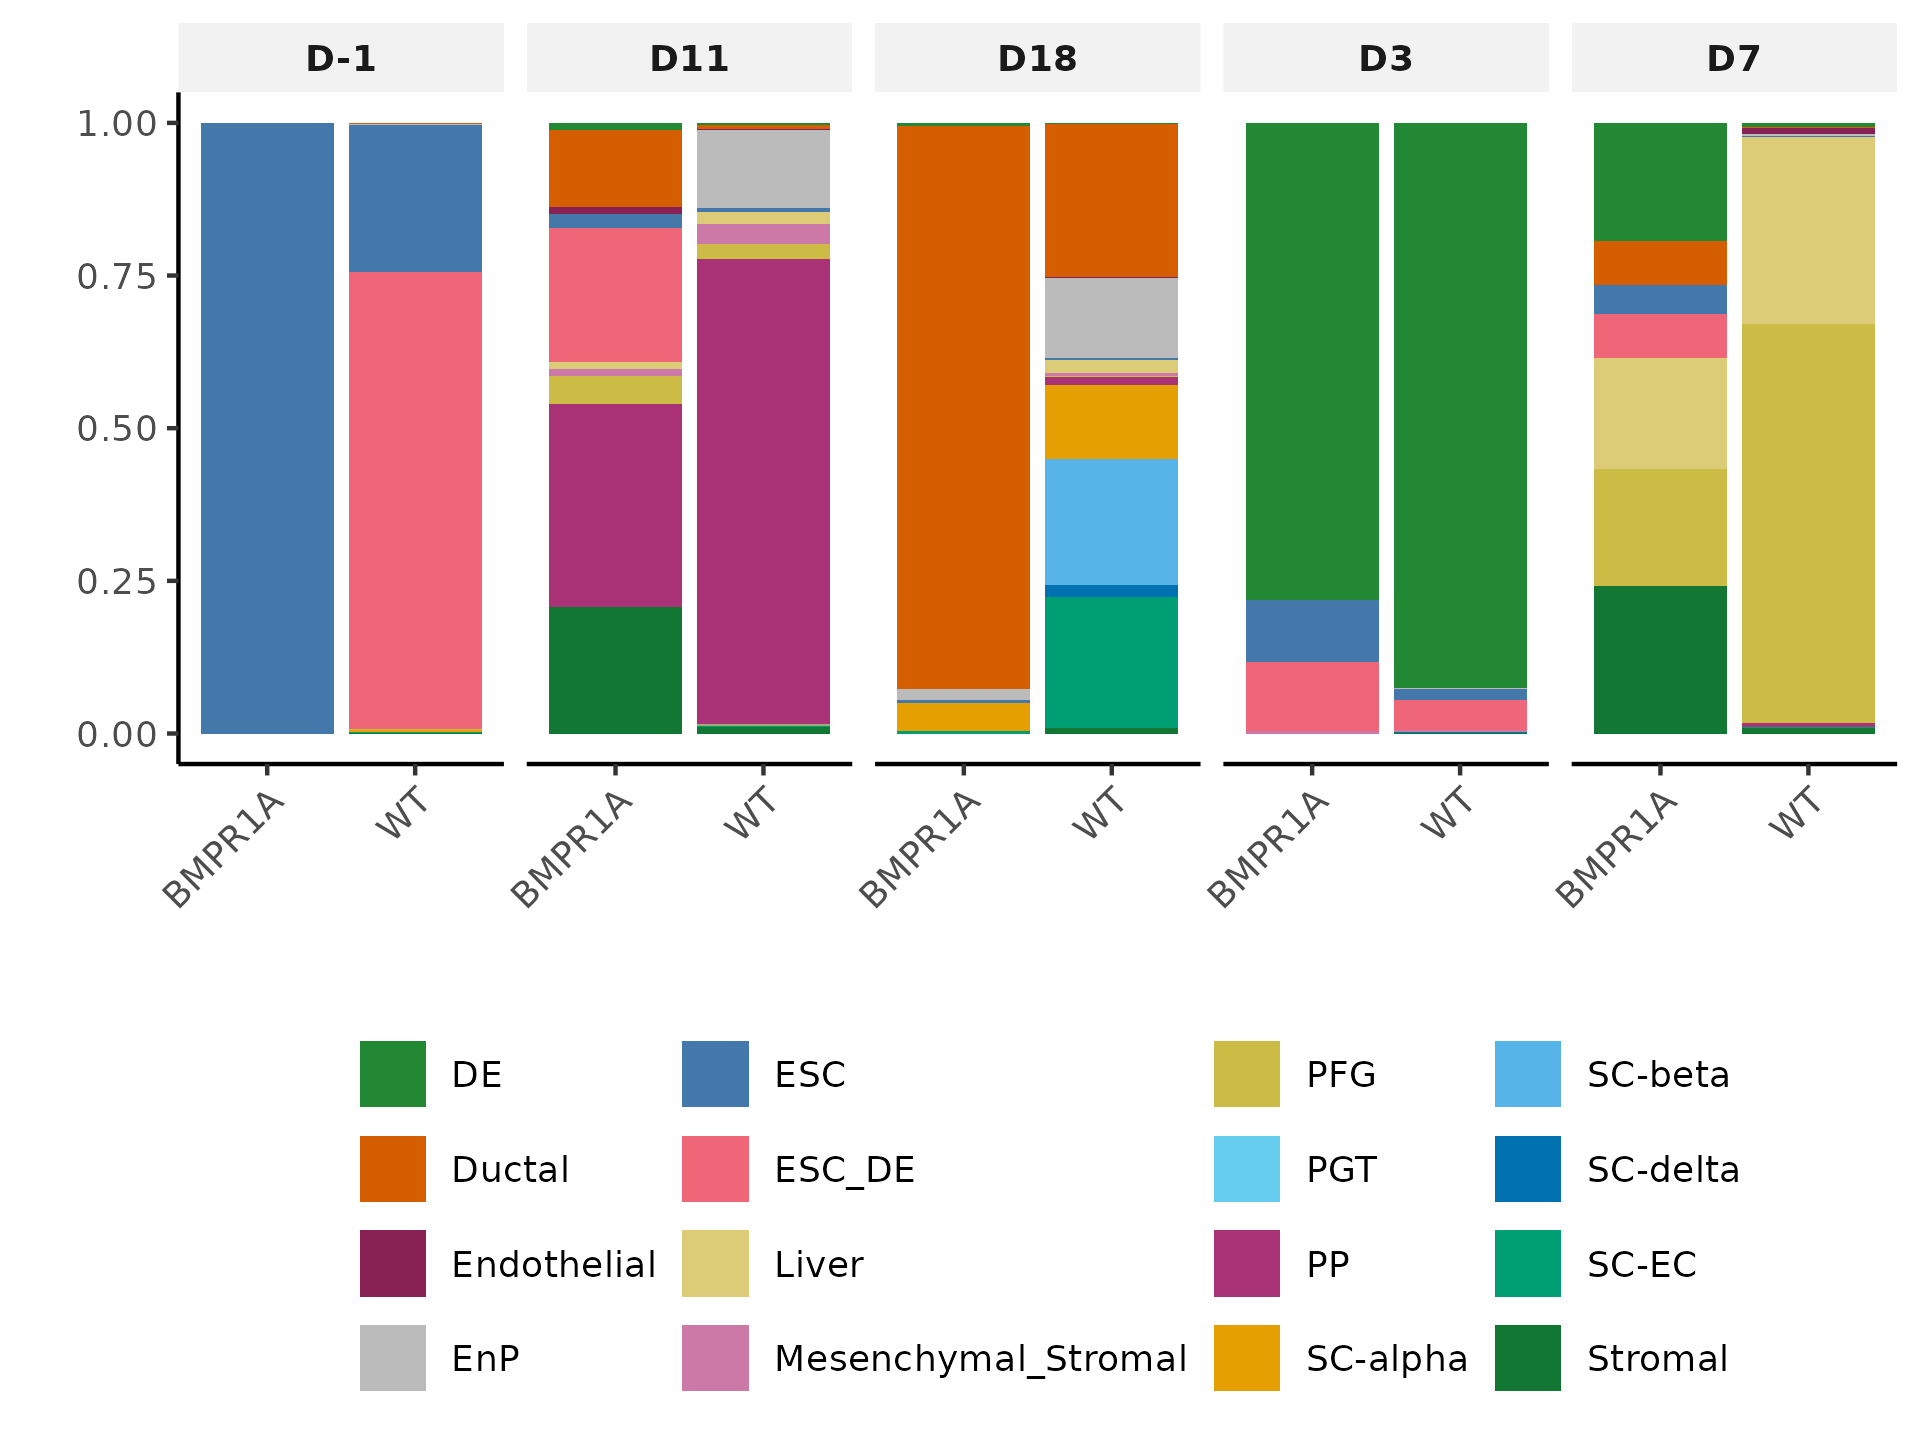 D-1 D11 D18 D3 D7
1.00
0.75
0.50
0.25
0.00
BMPR1A WT BMPR1A WT BMPR1A WT BMPR1A WT BMPR1A WT
DE ESC PFG SC-beta
Ductal ESC_DE PGT SC-delta
Endothelial Liver PP SC-EC
EnP Mesenchymal_Stromal SC-alpha Stromal